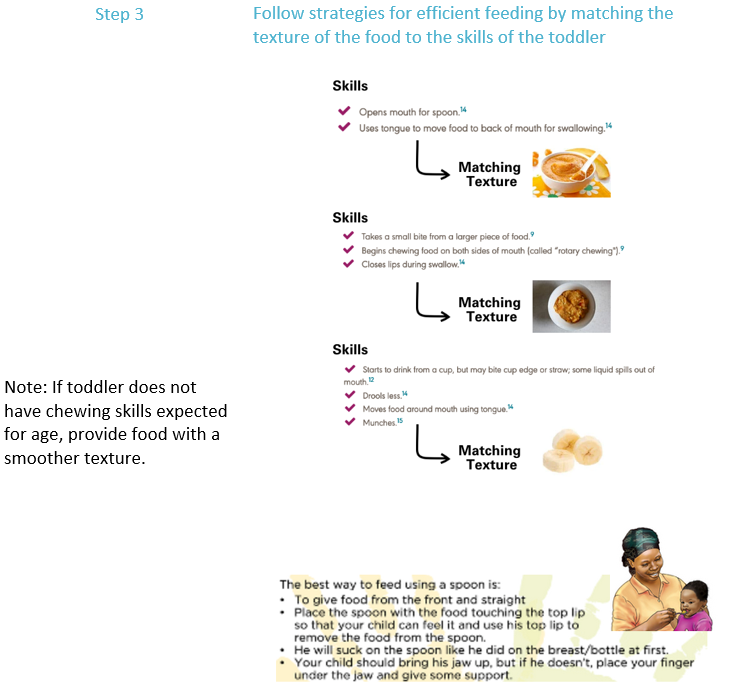 Step 3
Follow strategies for efficient feeding by matching the
texture of the food to the skills of the toddler
Skills
✔ Opens mouth for spoon.14
✔ Uses tongue to move food to back of mouth for swallowing.14
Matching
Texture
Skills
✔ Takes a small bite from a larger piece of food.9
✔ Begins chewing food on both sides of mouth (called "rotary chewing").9
✔ Closes lips during swallow.14
Matching
Texture
Skills
✔ Starts to drink from a cup, but may bite cup edge or straw; some liquid spills out of
mouth.12
✔ Drools less.14
✔ Moves food around mouth using tongue.14
✔ Munches.15
Matching
Texture
Note: If toddler does not
have chewing skills expected
for age, provide food with a
smoother texture.
The best way to feed using a spoon is:
• To give food from the front and straight
• Place the spoon with the food touching the top lip
so that your child can feel it and use his top lip to
remove the food from the spoon.
• He will suck on the spoon like he did on the breast/bottle at first.
• Your child should bring his jaw up, but if he doesn't, place your finger
under the jaw and give some support.